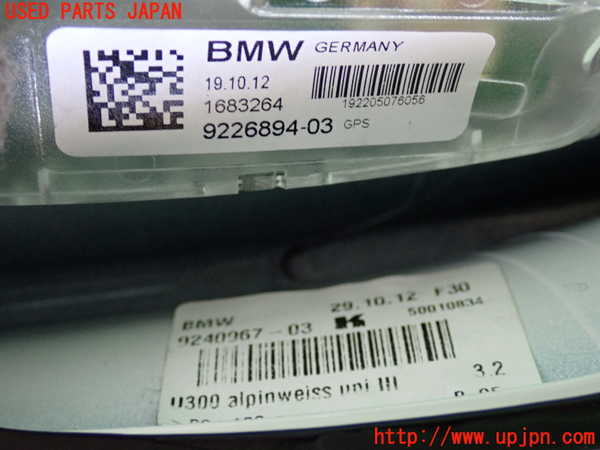 USED PARTS JAPAN
BMW GERMANY
19.10.12
1683264
192205076056
9226894-03 GPS
29.10.12 F30
BMW
K 50010834
9240967-03
U300 alpinweiss uni III 3.2
http://www.upjpn.com/